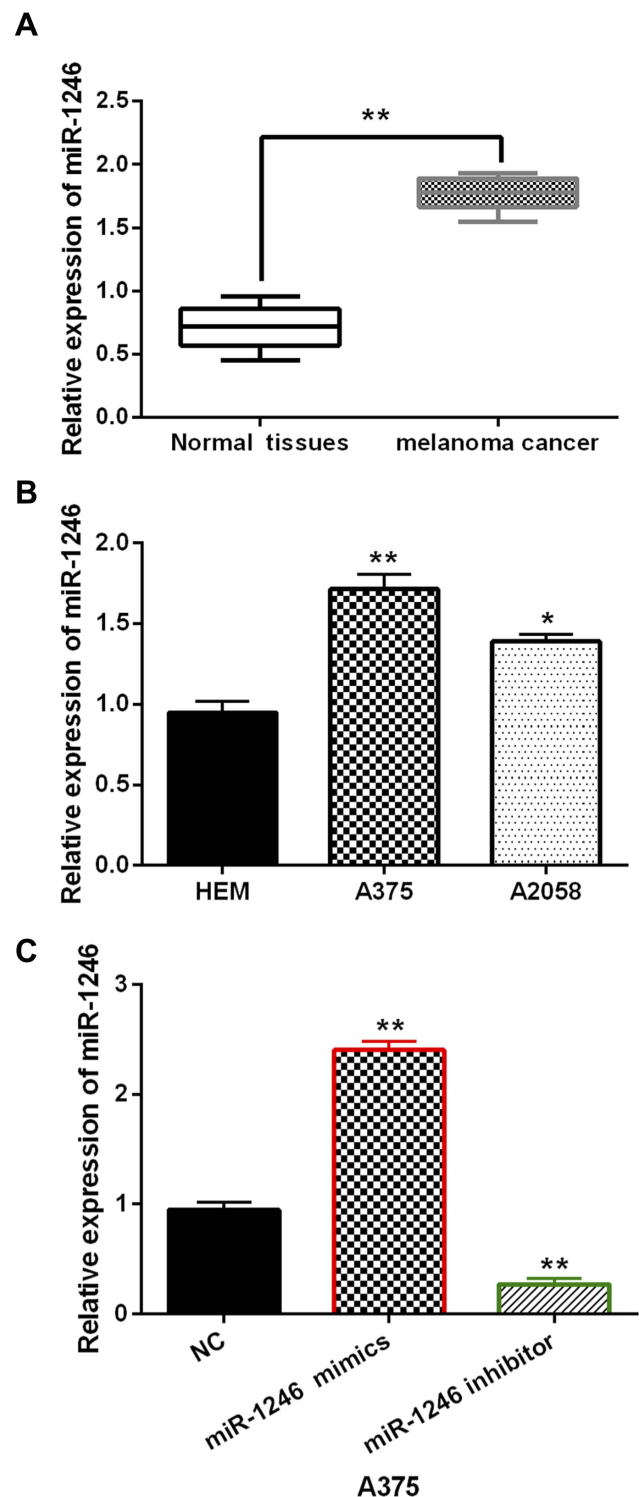 A
Relative expression of miR-1246
2.5
2.0
1.5
1.0
0.5
0.0
**
Normal tissues
melanoma cancer
B
Relative expression of miR-1246
2.0
1.5
1.0
0.5
0.0
**
*
HEM
A375
A2058
C
Relative expression of miR-1246
3
2
1
0
**
**
NC
miR-1246 mimics
miR-1246 inhibitor
A375